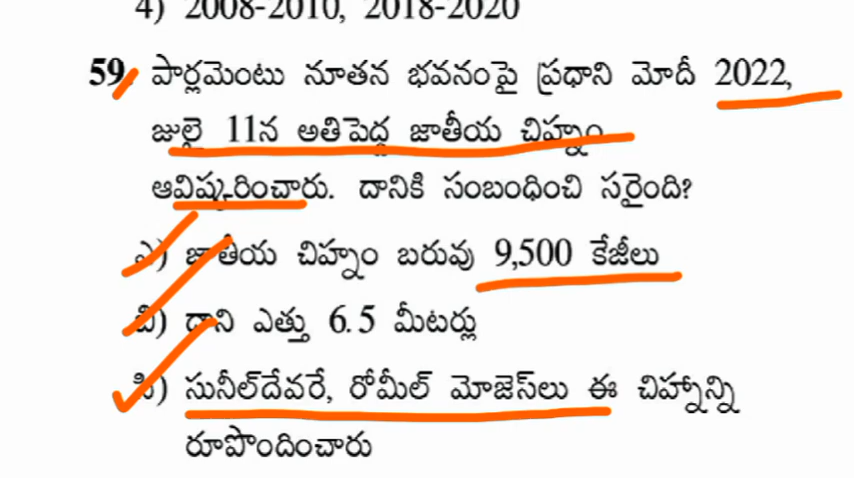 4) 2008-2010, 2018-2020
59. పార్లమెంటు నూతన భవనంపై ప్రధాని మోదీ 2022,
జులై 11న అతిపెద్ద జాతీయ చిహ్నం
ఆవిష్కరించారు. దానికి సంబంధించి సరైంది?
ఎ) జాతీయ చిహ్నం బరువు 9,500 కేజీలు
బి) దాని ఎత్తు 6.5 మీటర్లు
సి) సునీల్‌దేవరే, రోమీల్ మోజెస్‌లు ఈ చిహ్నాన్ని
రూపొందించారు